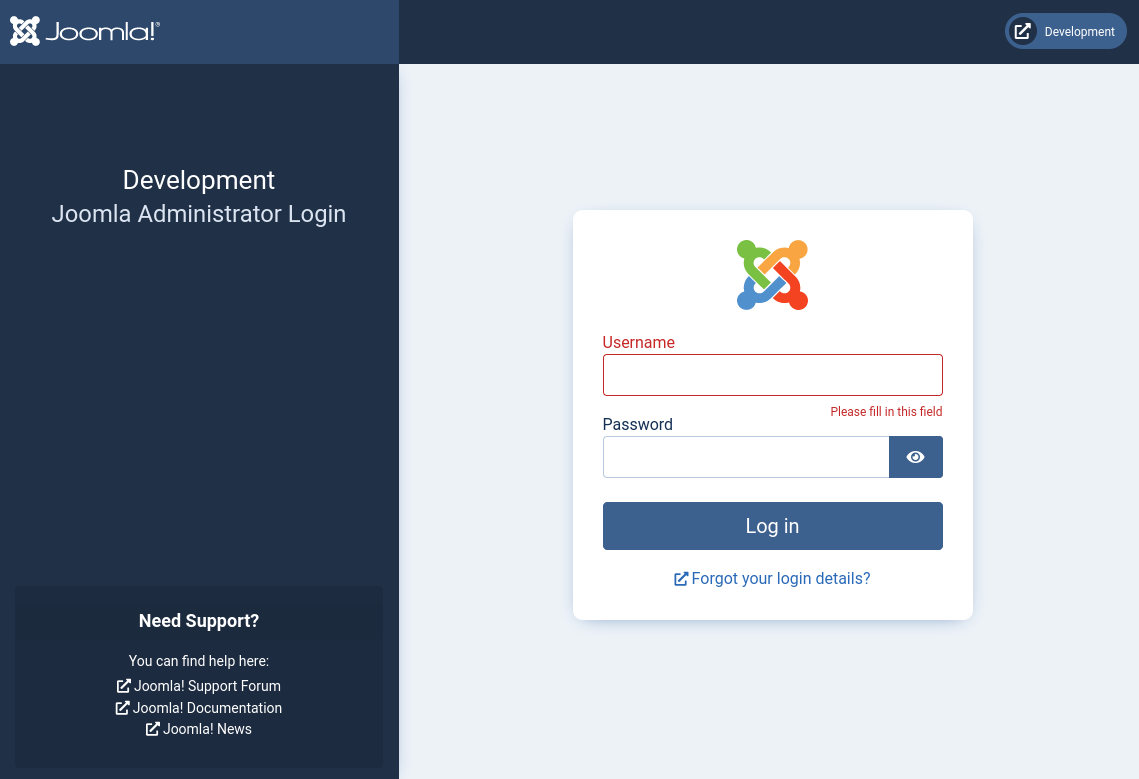 Joomla!®
Development
Development
Joomla Administrator Login
Username
Please fill in this field
Password
Log in
Forgot your login details?
Need Support?
You can find help here:
Joomla! Support Forum
Joomla! Documentation
Joomla! News